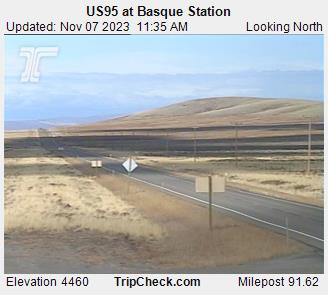 US95 at Basque Station
Updated: Nov 07 2023 11:35 AM Looking North
Elevation 4460 TripCheck.com Milepost 91.62